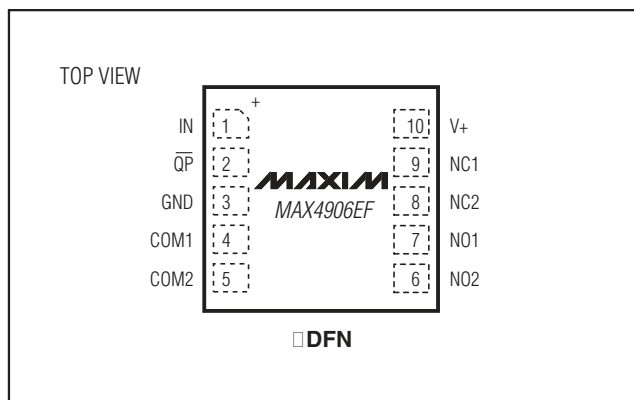 TOP VIEW
+
IN 1 10 V+
Q̅P̅ 2 9 NC1
MAXIM
GND 3 8 NC2
MAX4906EF
COM1 4 7 NO1
COM2 5 6 NO2
□DFN